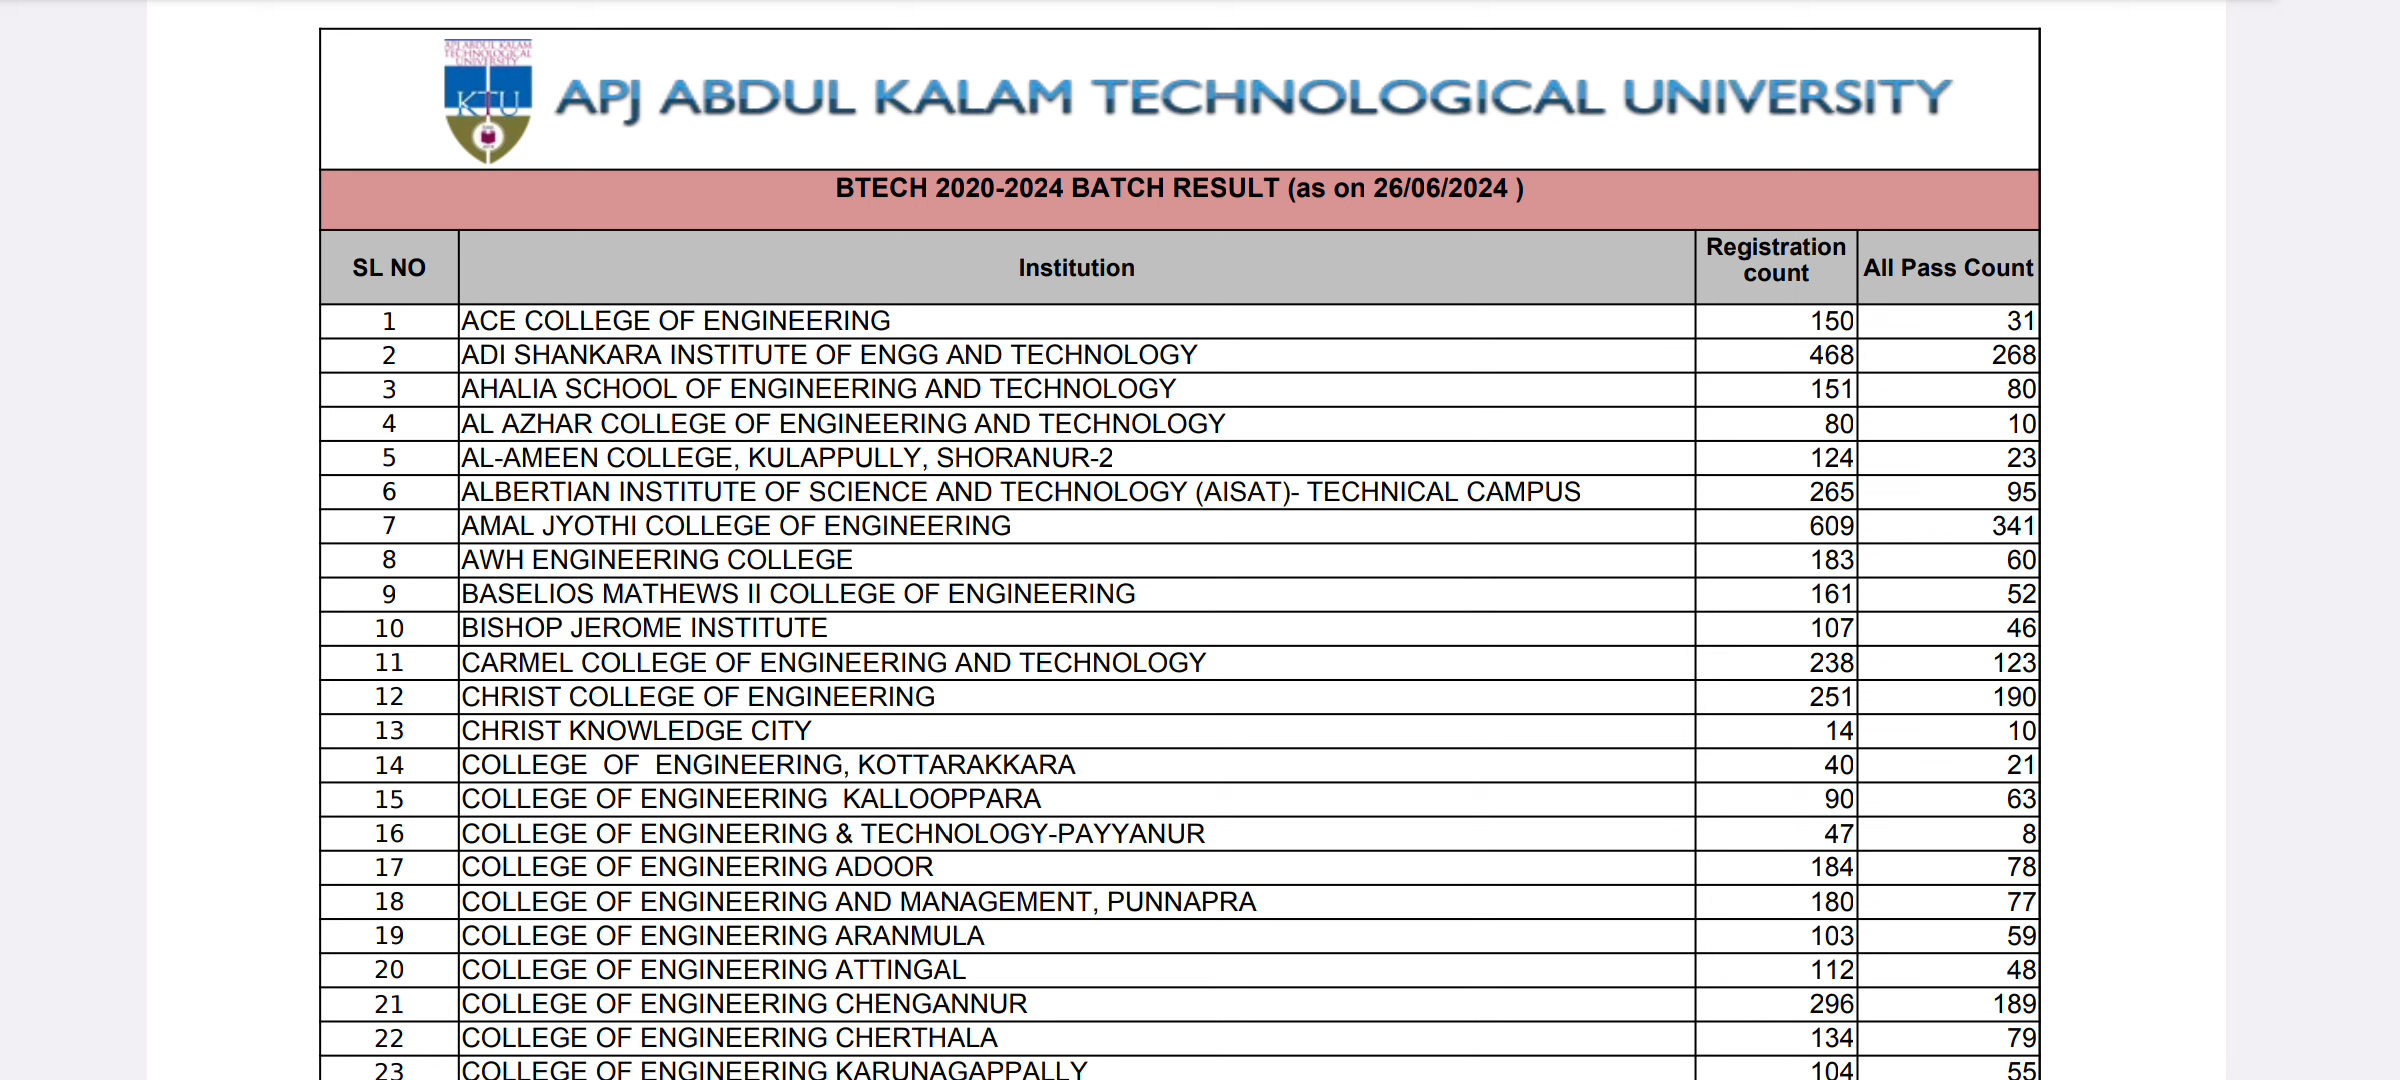 APJ ABDUL KALAM
TECHNOLOGICAL
UNIVERSITY
KTU
APJ ABDUL KALAM TECHNOLOGICAL UNIVERSITY
BTECH 2020-2024 BATCH RESULT (as on 26/06/2024 )
SL NO Institution Registration count All Pass Count
1 ACE COLLEGE OF ENGINEERING 150 31
2 ADI SHANKARA INSTITUTE OF ENGG AND TECHNOLOGY 468 268
3 AHALIA SCHOOL OF ENGINEERING AND TECHNOLOGY 151 80
4 AL AZHAR COLLEGE OF ENGINEERING AND TECHNOLOGY 80 10
5 AL-AMEEN COLLEGE, KULAPPULLY, SHORANUR-2 124 23
6 ALBERTIAN INSTITUTE OF SCIENCE AND TECHNOLOGY (AISAT)- TECHNICAL CAMPUS 265 95
7 AMAL JYOTHI COLLEGE OF ENGINEERING 609 341
8 AWH ENGINEERING COLLEGE 183 60
9 BASELIOS MATHEWS II COLLEGE OF ENGINEERING 161 52
10 BISHOP JEROME INSTITUTE 107 46
11 CARMEL COLLEGE OF ENGINEERING AND TECHNOLOGY 238 123
12 CHRIST COLLEGE OF ENGINEERING 251 190
13 CHRIST KNOWLEDGE CITY 14 10
14 COLLEGE  OF  ENGINEERING, KOTTARAKKARA 40 21
15 COLLEGE OF ENGINEERING  KALLOOPPARA 90 63
16 COLLEGE OF ENGINEERING & TECHNOLOGY-PAYYANUR 47 8
17 COLLEGE OF ENGINEERING ADOOR 184 78
18 COLLEGE OF ENGINEERING AND MANAGEMENT, PUNNAPRA 180 77
19 COLLEGE OF ENGINEERING ARANMULA 103 59
20 COLLEGE OF ENGINEERING ATTINGAL 112 48
21 COLLEGE OF ENGINEERING CHENGANNUR 296 189
22 COLLEGE OF ENGINEERING CHERTHALA 134 79
23 COLLEGE OF ENGINEERING KARUNAGAPPALLY 104 55